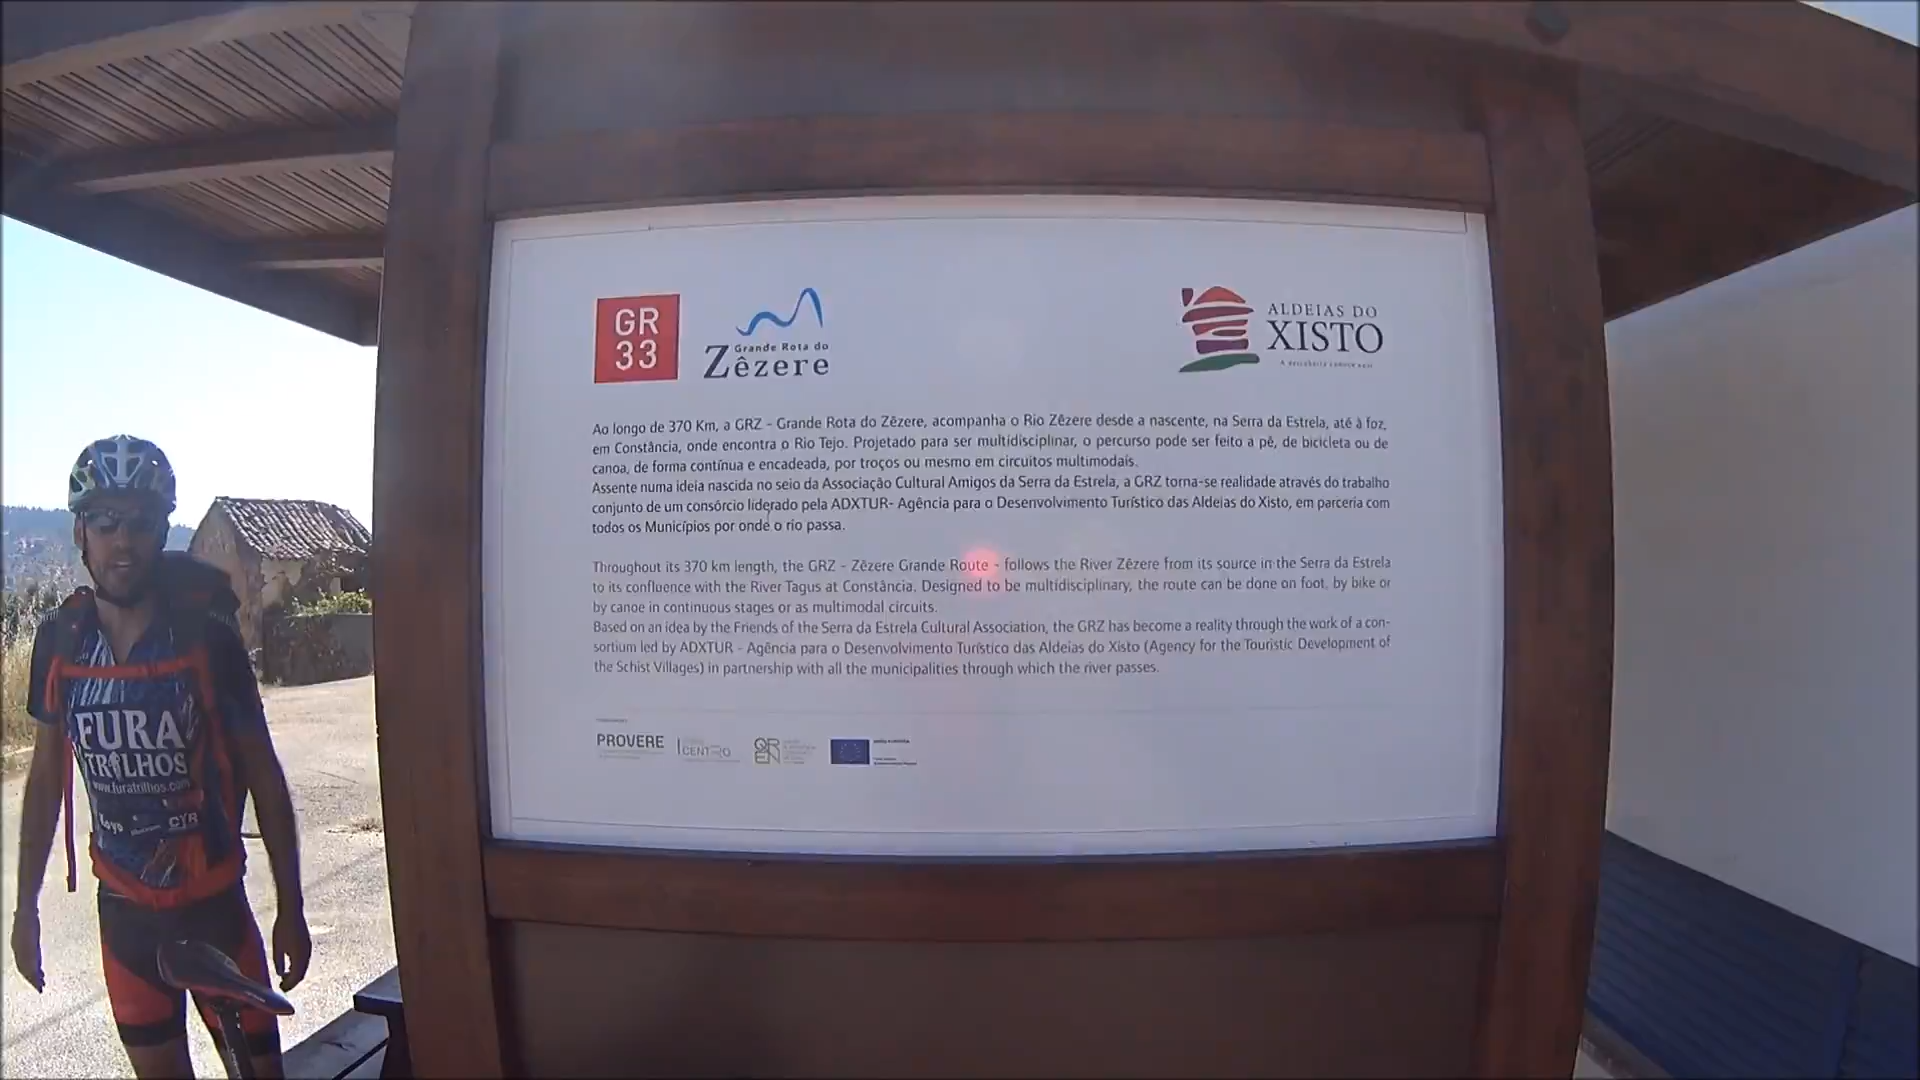 GR
33
Grande Rota do
Zêzere
ALDEIAS DO
XISTO
Ao longo de 370 Km, a GRZ - Grande Rota do Zêzere, acompanha o Rio Zêzere desde a nascente, na Serra da Estrela, até à foz,
em Constância, onde encontra o Rio Tejo. Projetado para ser multidisciplinar, o percurso pode ser feito a pé, de bicicleta ou de
canoa, de forma contínua e encadeada, por troços ou mesmo em circuitos multimodais.
Assente numa ideia nascida no seio da Associação Cultural Amigos da Serra da Estrela, a GRZ torna-se realidade através do trabalho
conjunto de um consórcio liderado pela ADXTUR- Agência para o Desenvolvimento Turístico das Aldeias do Xisto, em parceria com
todos os Municípios por onde o rio passa.
Throughout its 370 km length, the GRZ - Zêzere Grande Route - follows the River Zêzere from its source in the Serra da Estrela
to its confluence with the River Tagus at Constância. Designed to be multidisciplinary, the route can be done on foot, by bike or
by canoe in continuous stages or as multimodal circuits.
Based on an idea by the Friends of the Serra da Estrela Cultural Association, the GRZ has become a reality through the work of a con-
sortium led by ADXTUR - Agência para o Desenvolvimento Turístico das Aldeias do Xisto (Agency for the Touristic Development of
the Schist Villages) in partnership with all the municipalities through which the river passes.
PROVERE
CENTRO
QR
EN
FURA
TRILHOS
www.furatrilhos.com
Koyo
CYR